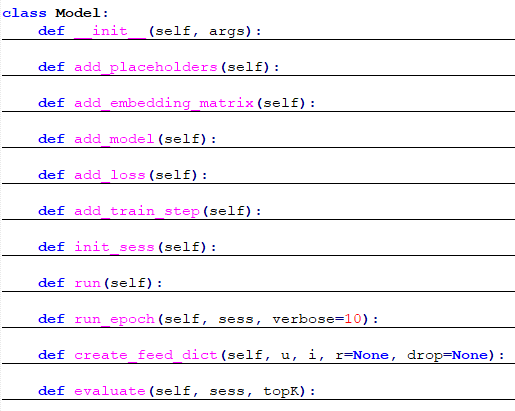 class Model:
    def __init__(self, args):
    def add_placeholders(self):
    def add_embedding_matrix(self):
    def add_model(self):
    def add_loss(self):
    def add_train_step(self):
    def init_sess(self):
    def run(self):
    def run_epoch(self, sess, verbose=10):
    def create_feed_dict(self, u, i, r=None, drop=None):
    def evaluate(self, sess, topK):